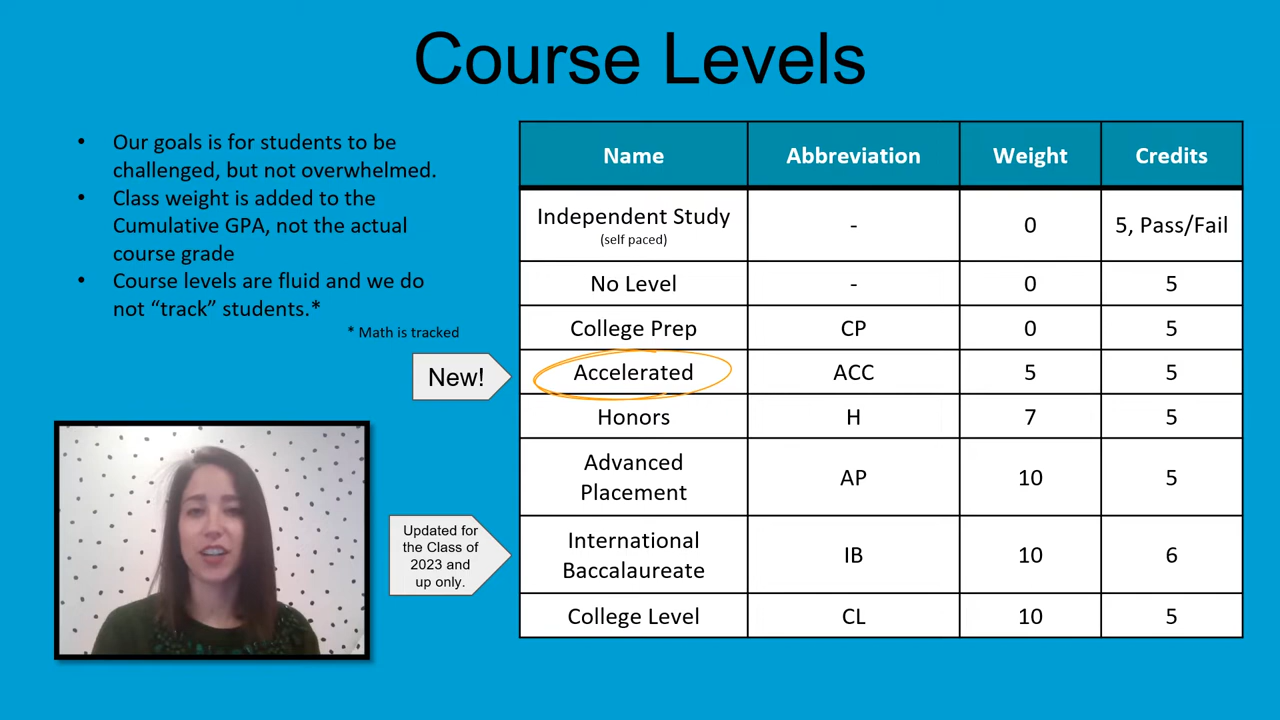 Course Levels
• Our goals is for students to be
challenged, but not overwhelmed.
• Class weight is added to the
Cumulative GPA, not the actual
course grade
• Course levels are fluid and we do
not “track” students.*
* Math is tracked
New!
Updated for
the Class of
2023 and
up only.
Name Abbreviation Weight Credits
Independent Study
(self paced)
- 0 5, Pass/Fail
No Level - 0 5
College Prep CP 0 5
Accelerated ACC 5 5
Honors H 7 5
Advanced
Placement
AP 10 5
International
Baccalaureate
IB 10 6
College Level CL 10 5